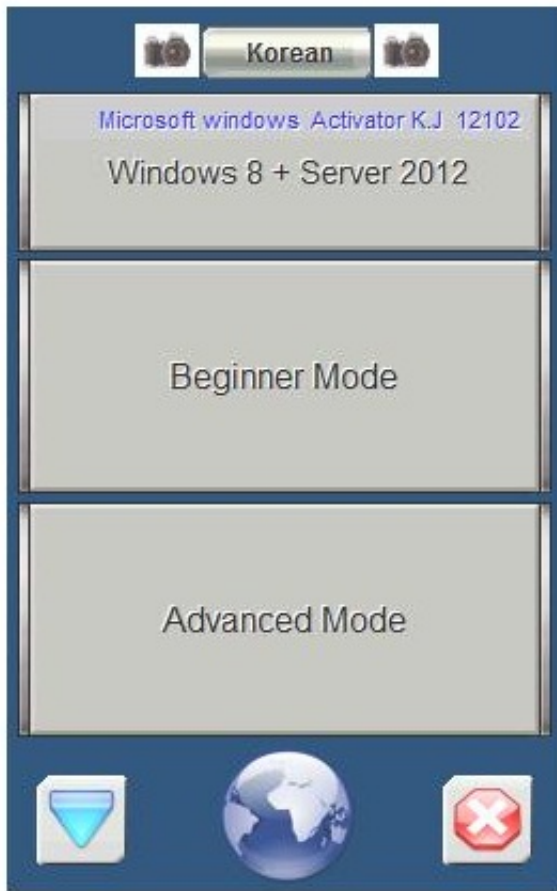 Korean
Microsoft windows Activator K.J 12102
Windows 8 + Server 2012
Beginner Mode
Advanced Mode